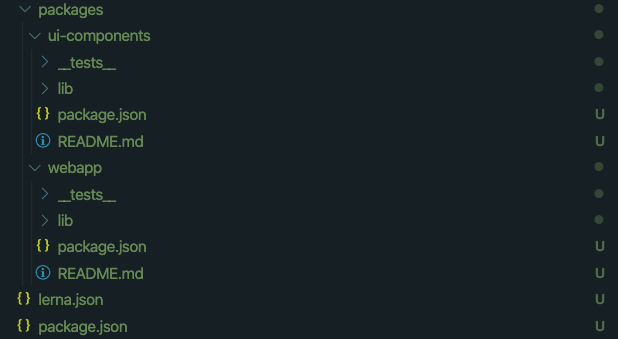 packages
ui-components
__tests__
lib
{} package.json U
README.md U
webapp
__tests__
lib
{} package.json U
README.md U
{} lerna.json U
{} package.json U